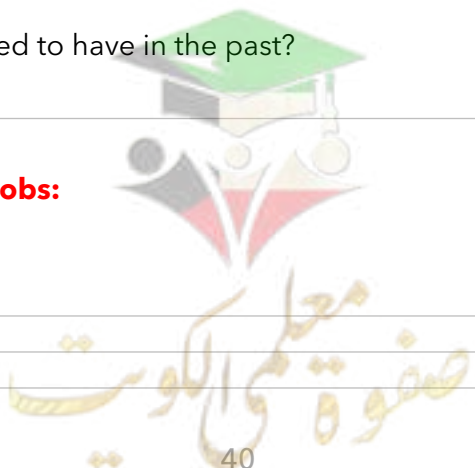 ed to have in the past?
obs:
صفوة معلمي الكويت
40